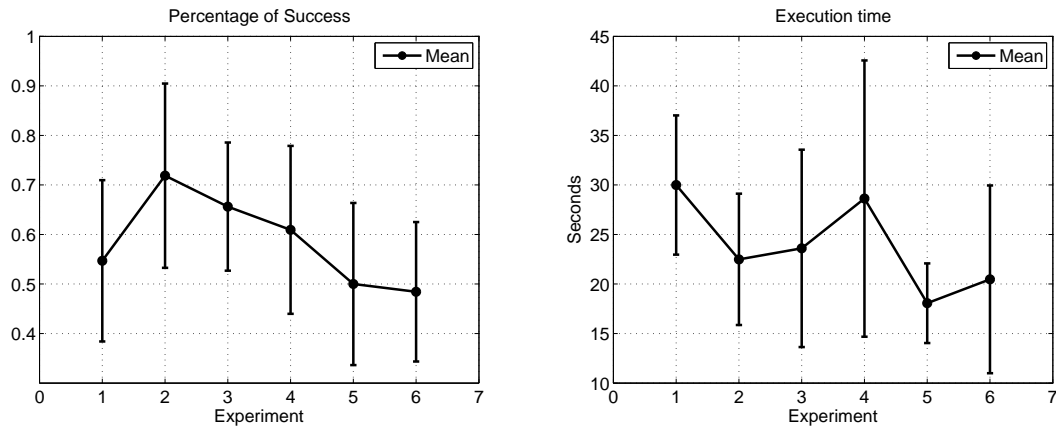 Percentage of Success
Mean
1
0.9
0.8
0.7
0.6
0.5
0.4
0 1 2 3 4 5 6 7
Experiment
Execution time
Mean
45
40
35
30
25
20
15
10
Seconds
0 1 2 3 4 5 6 7
Experiment